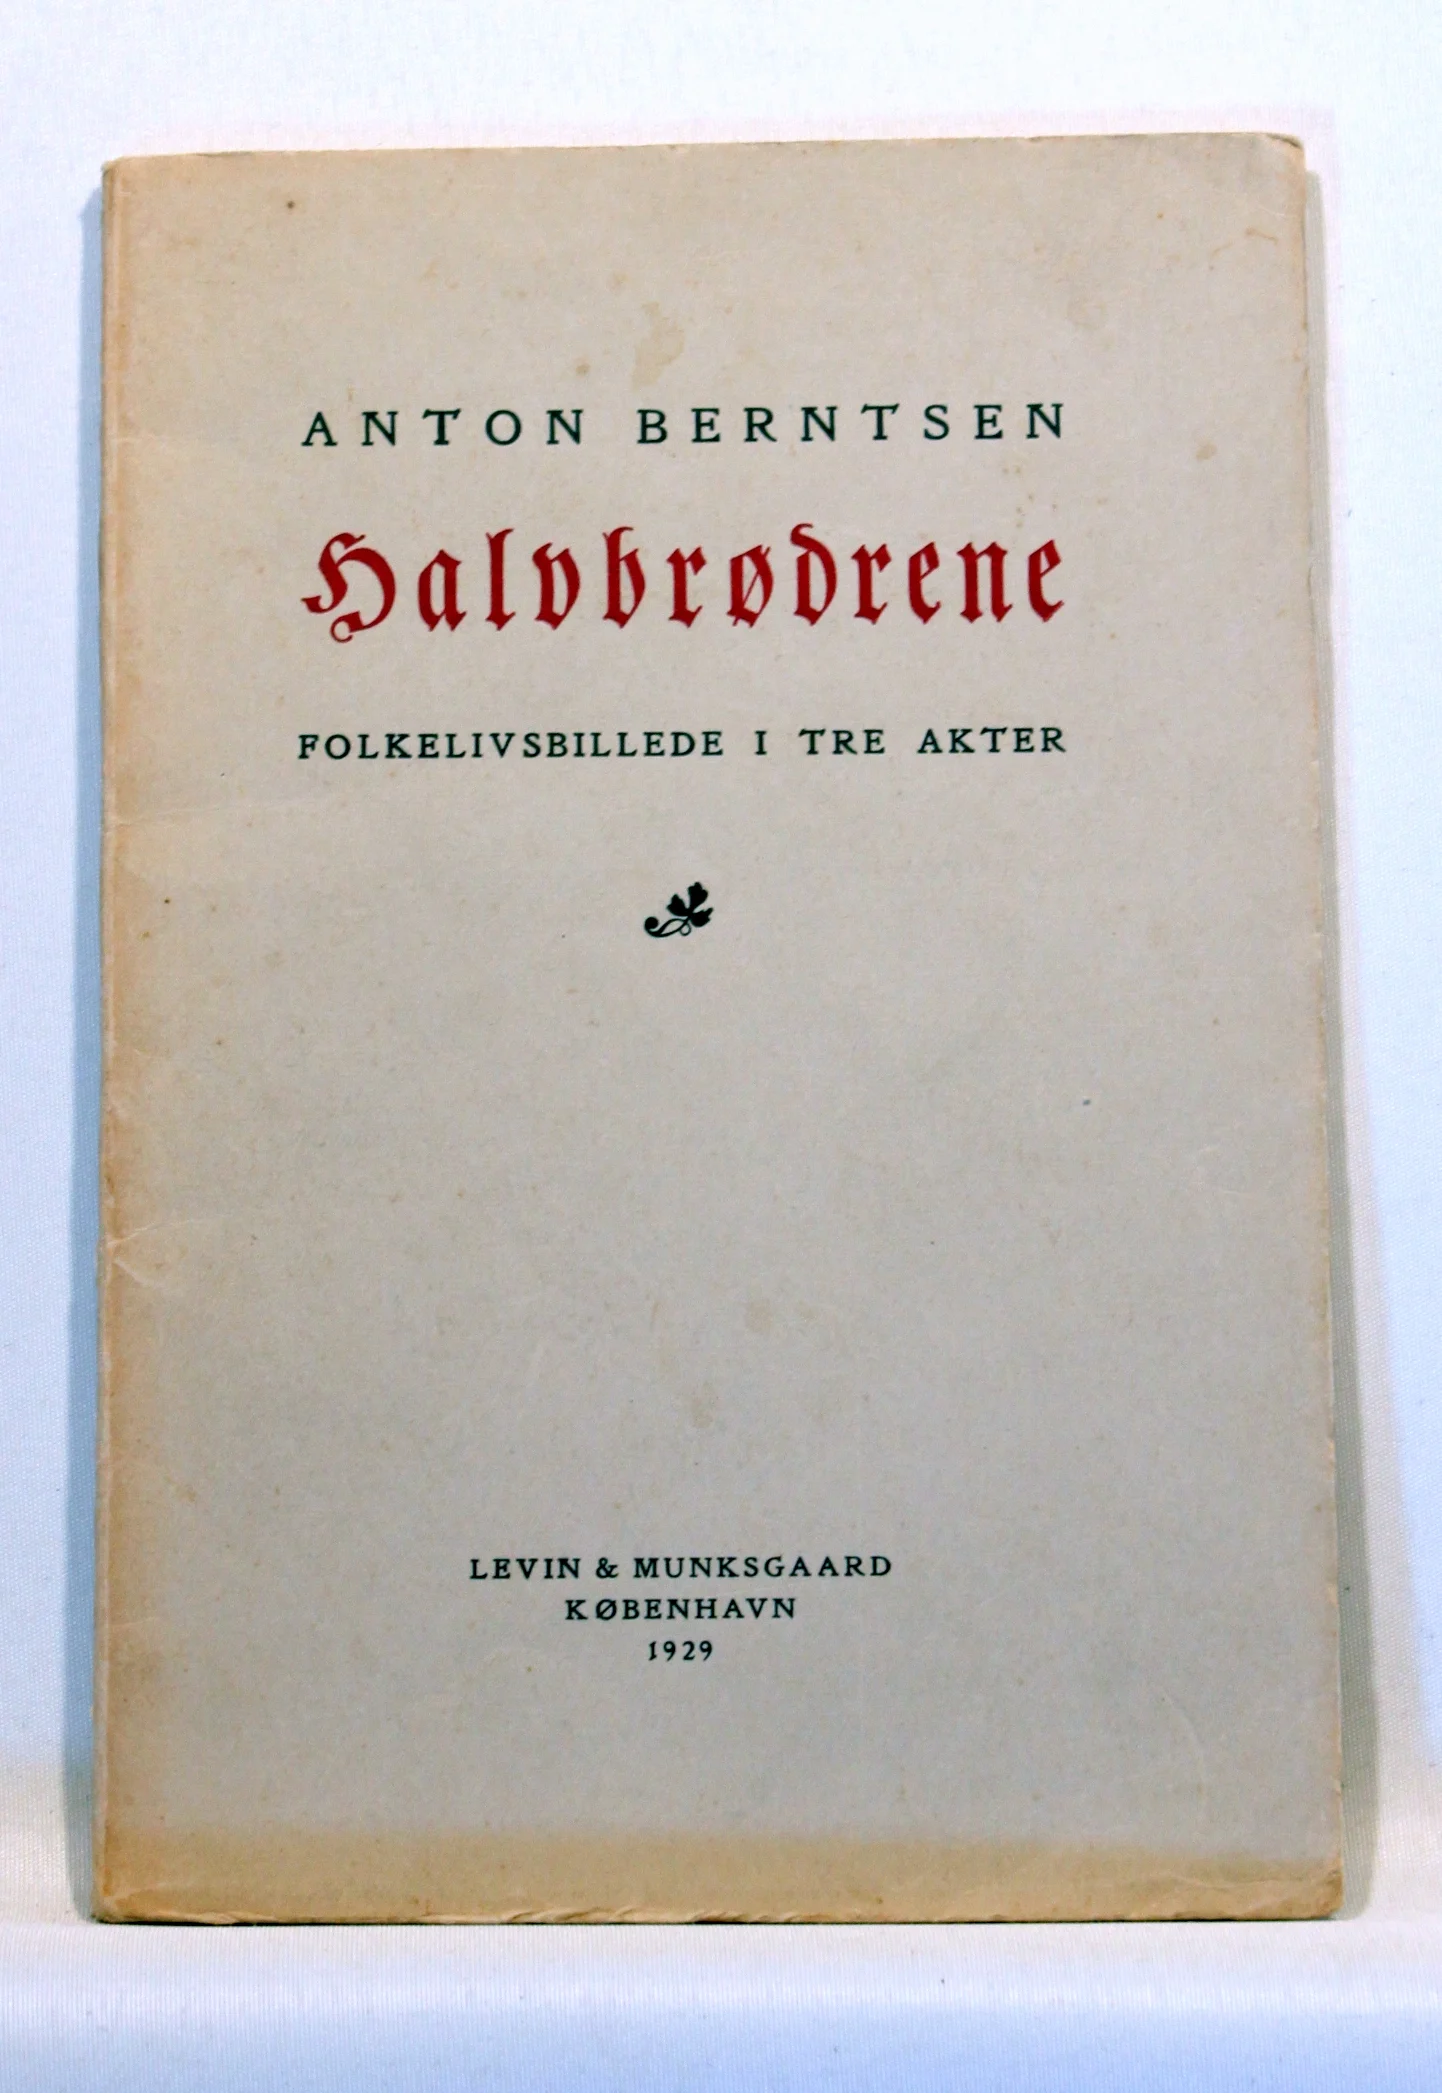 ANTON BERNTSEN
Halvbrødrene
FOLKELIVSBILLEDE I TRE AKTER
LEVIN & MUNKSGAARD
KØBENHAVN
1929